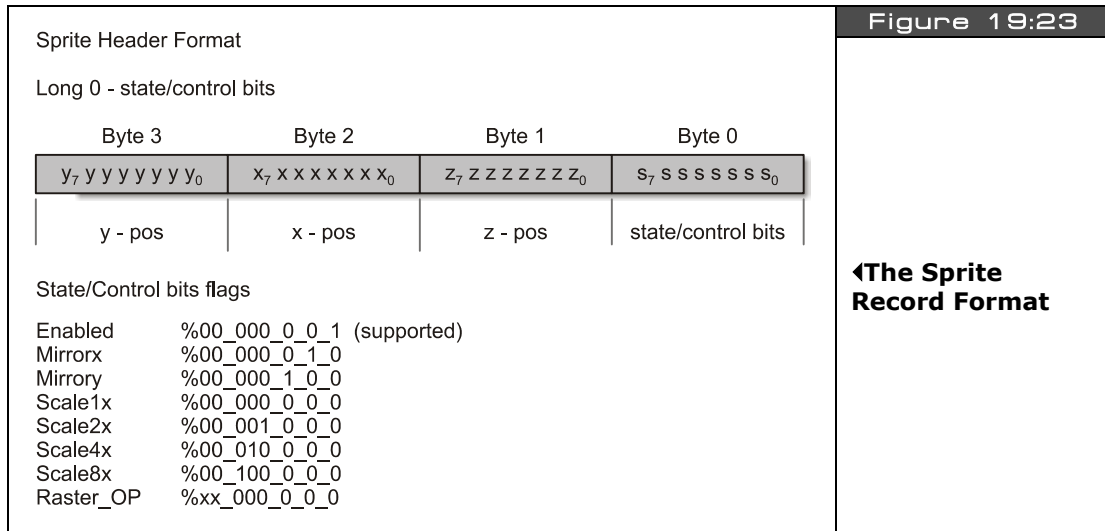 Figure 19:23
Sprite Header Format
Long 0 - state/control bits
Byte 3 Byte 2 Byte 1 Byte 0
y7 y y y y y y y0 x7 x x x x x x x0 z7 z z z z z z z0 s7 s s s s s s s0
y - pos x - pos z - pos state/control bits
◀The Sprite
Record Format
State/Control bits flags
Enabled %00_000_0_0_1 (supported)
Mirrorx %00_000_0_1_0
Mirrory %00_000_1_0_0
Scale1x %00_000_0_0_0
Scale2x %00_001_0_0_0
Scale4x %00_010_0_0_0
Scale8x %00_100_0_0_0
Raster_OP %xx_000_0_0_0